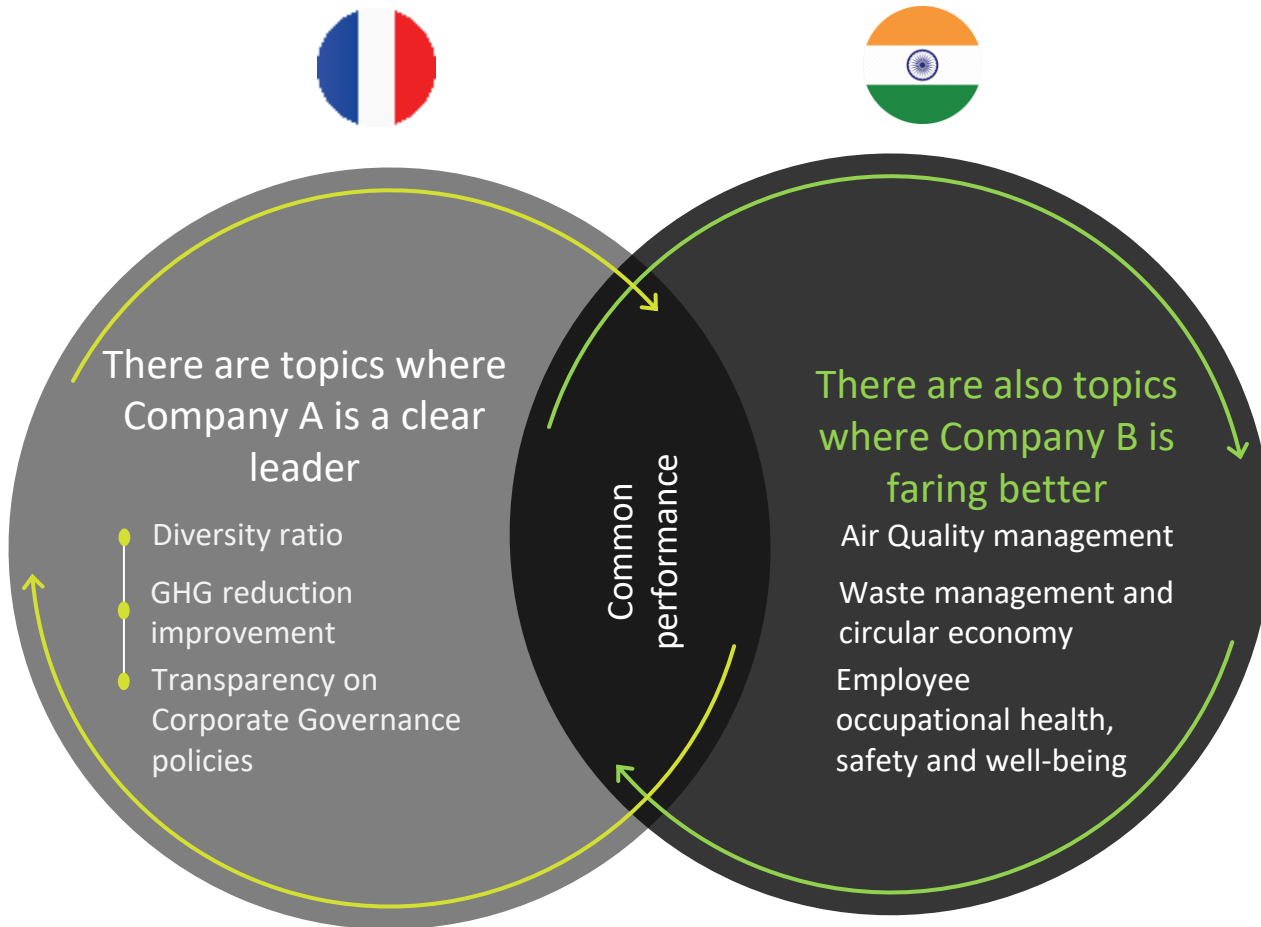 There are topics where
Company A is a clear
leader
Diversity ratio
GHG reduction
improvement
Transparency on
Corporate Governance
policies
Common
performance
There are also topics
where Company B is
faring better
Air Quality management
Waste management and
circular economy
Employee
occupational health,
safety and well-being